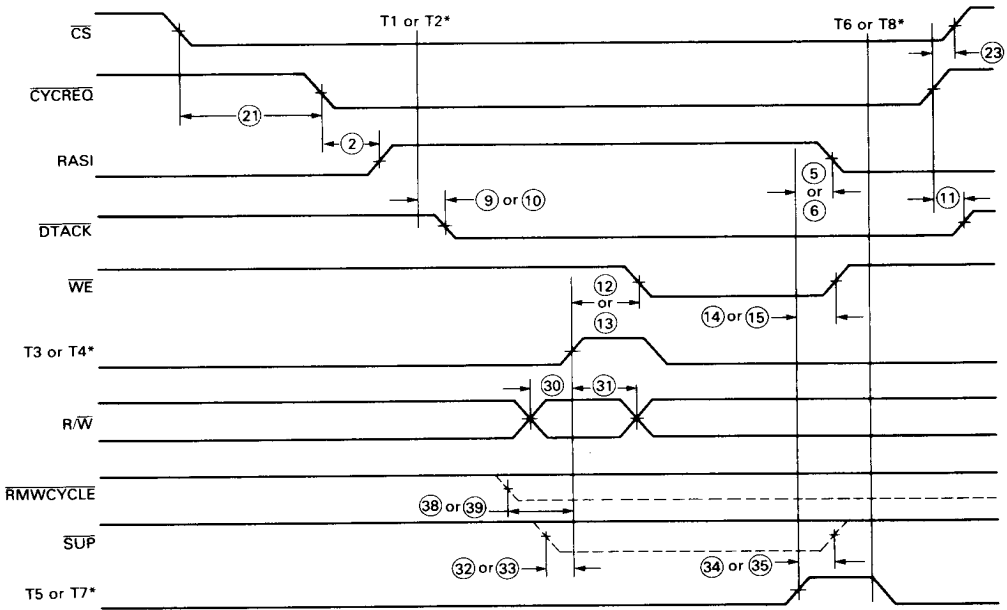 T1 or T2*
T6 or T8*
CS
23
CYCREQ
21
2
RASI
5
or
6
9 or 10
11
DTACK
WE
12
or
13
14 or 15
T3 or T4*
30
31
R/W
RMWCYCLE
38 or 39
SUP
32 or 33
34 or 35
T5 or T7*